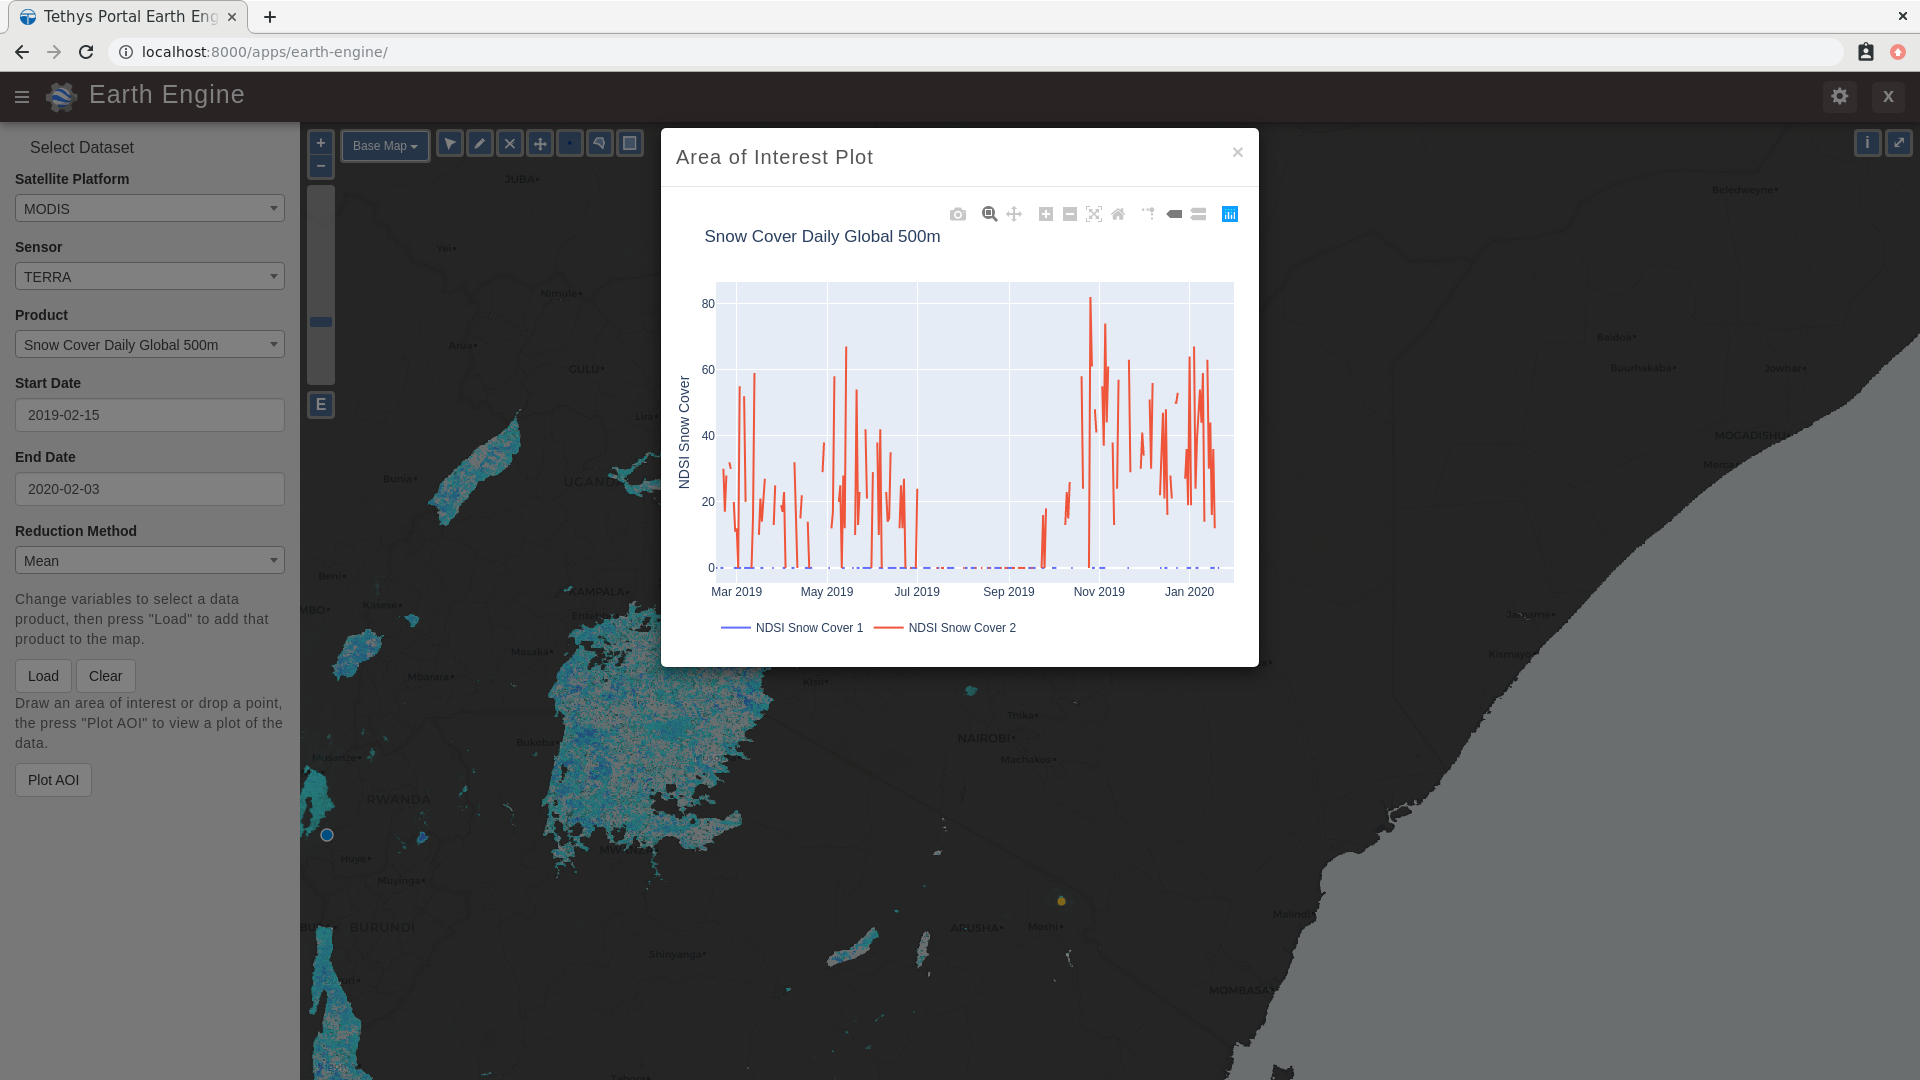 Tethys Portal Earth Eng
localhost:8000/apps/earth-engine/
Earth Engine
X
Select Dataset
Satellite Platform
MODIS
Sensor
TERRA
Product
Snow Cover Daily Global 500m
Start Date
2019-02-15
End Date
2020-02-03
Reduction Method
Mean
Change variables to select a data
product, then press "Load" to add that
product to the map.
Load
Clear
Draw an area of interest or drop a point,
the press "Plot AOI" to view a plot of the
data.
Plot AOI
+
−
Base Map
E
i
Area of Interest Plot
×
Snow Cover Daily Global 500m
NDSI Snow Cover
80
60
40
20
0
Mar 2019
May 2019
Jul 2019
Sep 2019
Nov 2019
Jan 2020
NDSI Snow Cover 1
NDSI Snow Cover 2
JUBA
Beledweyne
Yei
Nimule
Baidoa
Arua
GULU
Buurhakaba
Jowhar
Lira
MOGADISHU
Bunia
UGAND
Beni
KAMPALA
MBO
Kasese
Jamame
Masaka
Kismayo
Mbarara
Kisii
Thika
NAIROBI
Bukoba
Musanze
Machakos
RWANDA
Huye
Muyinga
Malindi
BURUNDI
ARUSHA
Moshi
Shinyanga
MOMBASA